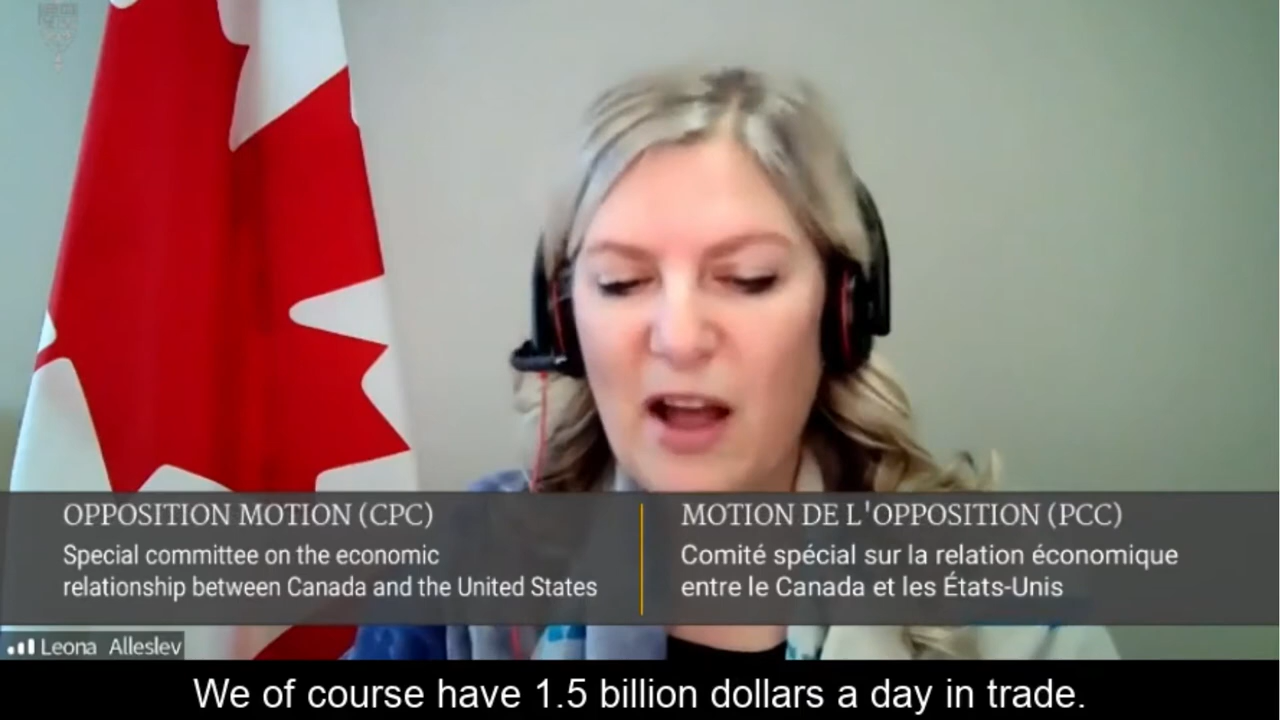 OPPOSITION MOTION (CPC)
Special committee on the economic
relationship between Canada and the United States
MOTION DE L'OPPOSITION (PCC)
Comité spécial sur la relation économique
entre le Canada et les États-Unis
Leona Alleslev
We of course have 1.5 billion dollars a day in trade.